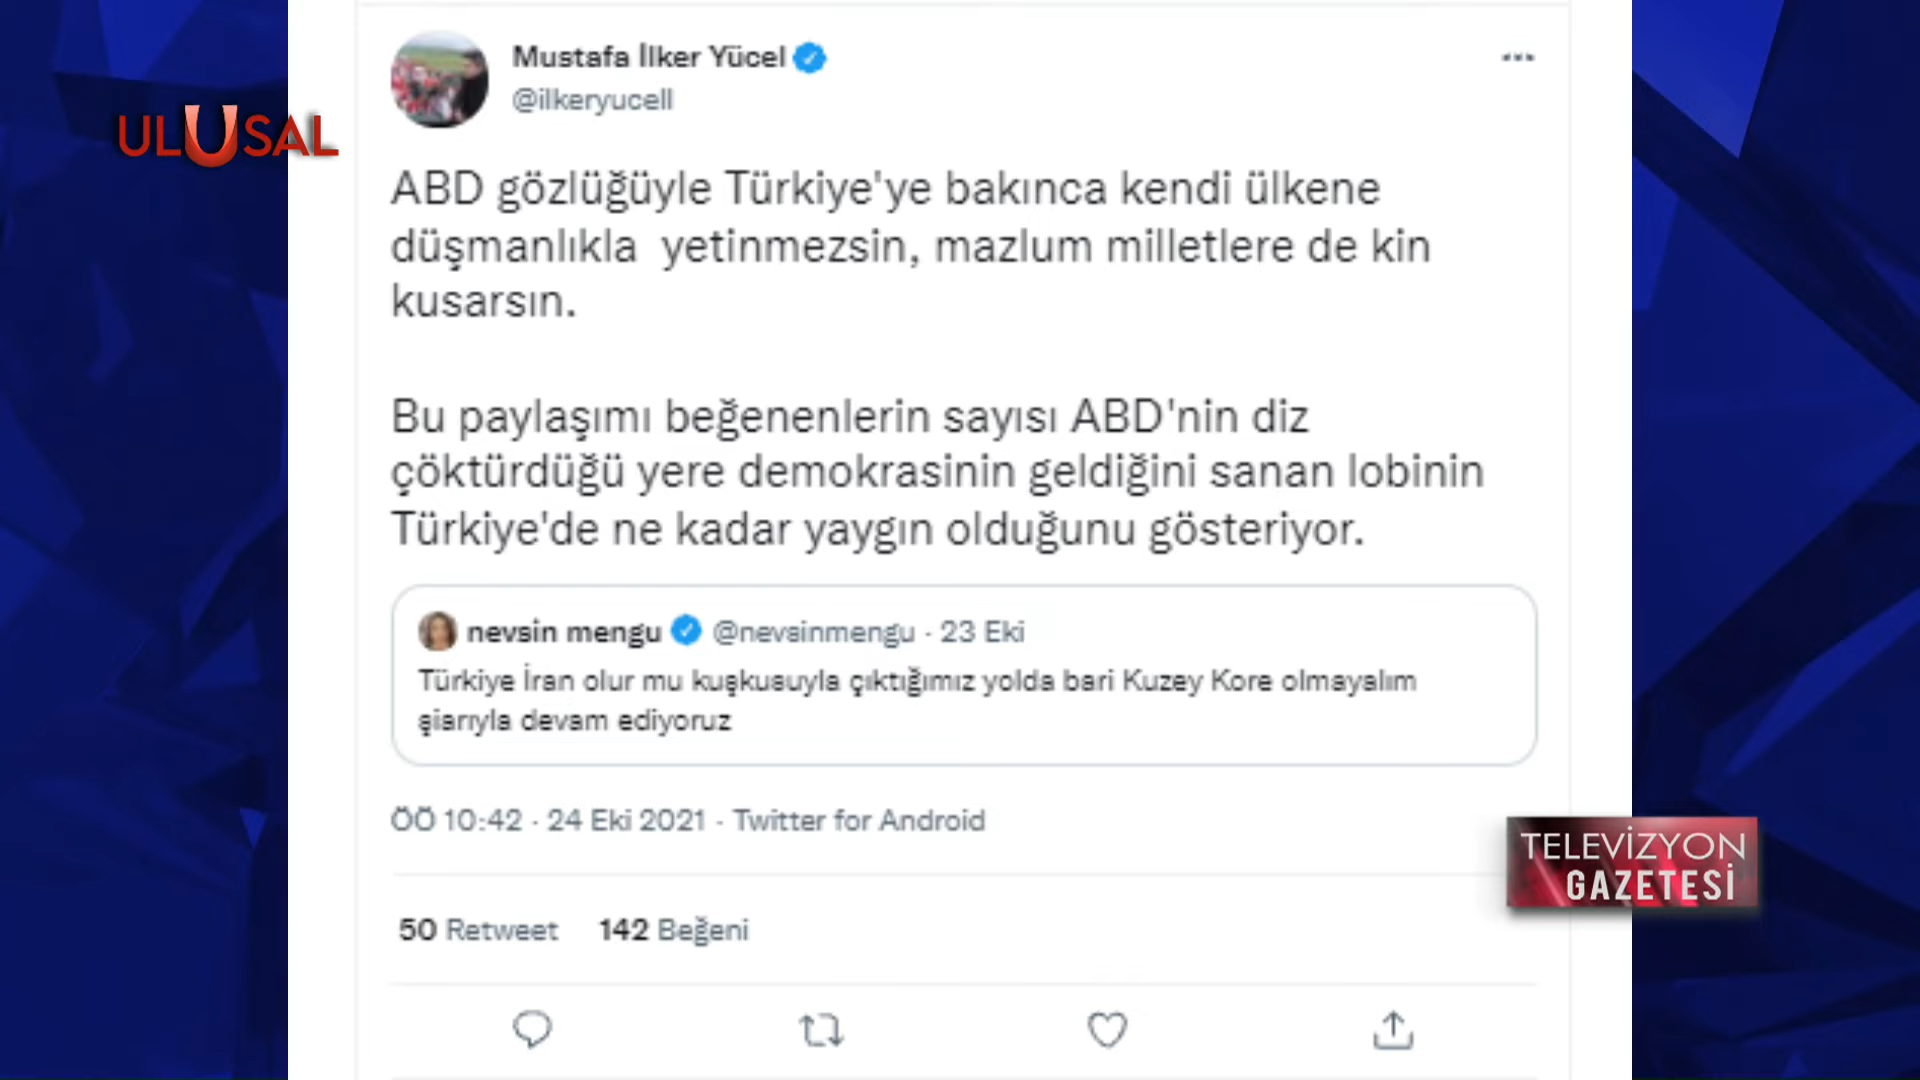 Mustafa İlker Yücel
@ilkeryucell
ULUSAL
ABD gözlüğüyle Türkiye'ye bakınca kendi ülkene
düşmanlıkla yetinmezsin, mazlum milletlere de kin
kusarsın.
Bu paylaşımı beğenenlerin sayısı ABD'nin diz
çöktürdüğü yere demokrasinin geldiğini sanan lobinin
Türkiye'de ne kadar yaygın olduğunu gösteriyor.
nevsin mengu @nevsinmengu · 23 Eki
Türkiye İran olur mu kuşkusuyla çıktığımız yolda bari Kuzey Kore olmayalım
şiarıyla devam ediyoruz
ÖÖ 10:42 · 24 Eki 2021 · Twitter for Android
TELEVİZYON
GAZETESİ
50 Retweet 142 Beğeni